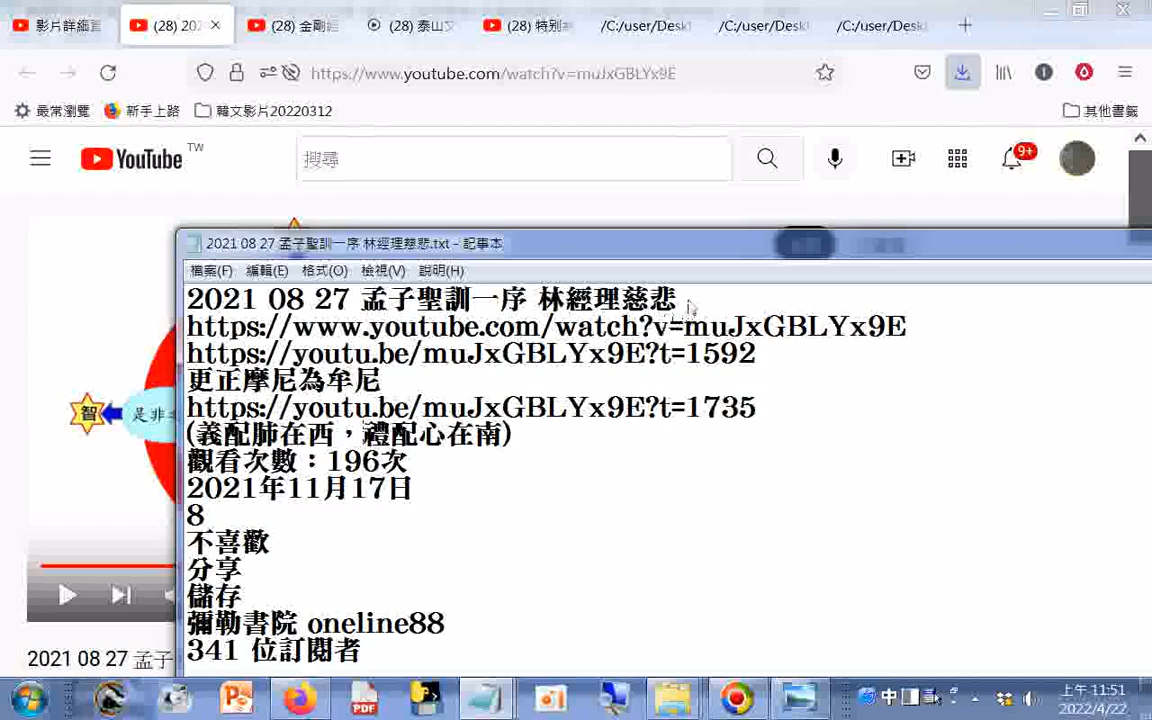 影片詳細資
(28) 202
(28) 金剛經
(28) 泰山文
(28) 特別
/C:/user/Desk
/C:/user/Desk
/C:/user/Desk
https://www.youtube.com/watch?v=muJxGBLYx9E
最常瀏覽
新手上路
韓文影片20220312
其他書籤
YouTube TW
搜尋
9+
2021 08 27 孟子聖訓一序 林經理慈悲.txt - 記事本
檔案(F) 編輯(E) 格式(O) 檢視(V) 說明(H)
2021 08 27 孟子聖訓一序 林經理慈悲
https://www.youtube.com/watch?v=muJxGBLYx9E
https://youtu.be/muJxGBLYx9E?t=1592
更正摩尼為牟尼
https://youtu.be/muJxGBLYx9E?t=1735
(義配肺在西，禮配心在南)
觀看次數：196次
2021年11月17日
8
不喜歡
分享
儲存
彌勒書院 oneline88
341 位訂閱者
智
是非
2021 08 27 孟子
PDF
中
上午 11:51
2022/4/22